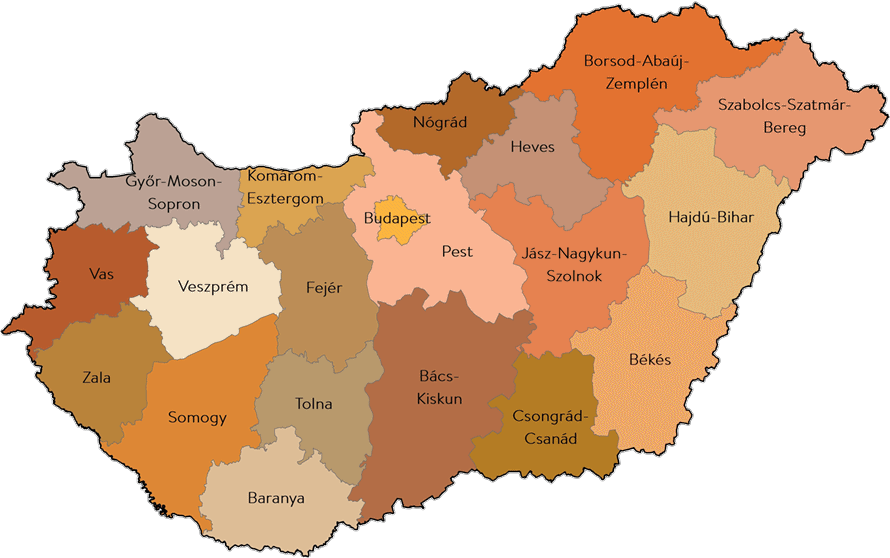 Borsod-Abaúj-
Zemplén
Szabolcs-Szatmár-
Bereg
Nógrád
Heves
Győr-Moson-
Sopron
Komárom-
Esztergom
Budapest
Hajdú-Bihar
Pest
Jász-Nagykun-
Szolnok
Vas
Veszprém
Fejér
Békés
Zala
Bács-
Kiskun
Tolna
Somogy
Csongrád-
Csanád
Baranya